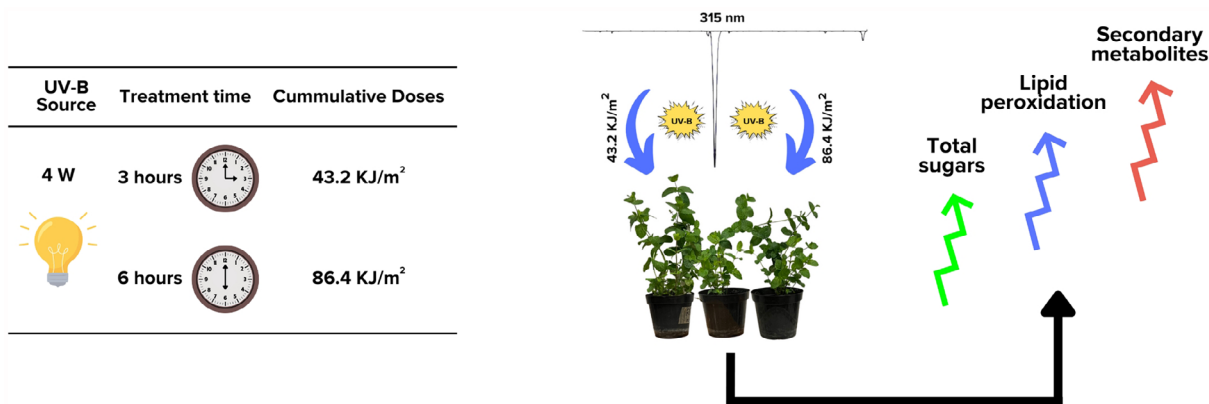 UV-B
Source
Treatment time
Cummulative Doses
4 W
3 hours
43.2 KJ/m²
6 hours
86.4 KJ/m²
315 nm
43.2 KJ/m²
UV-B
UV-B
86.4 KJ/m²
Total
sugars
Lipid
peroxidation
Secondary
metabolites